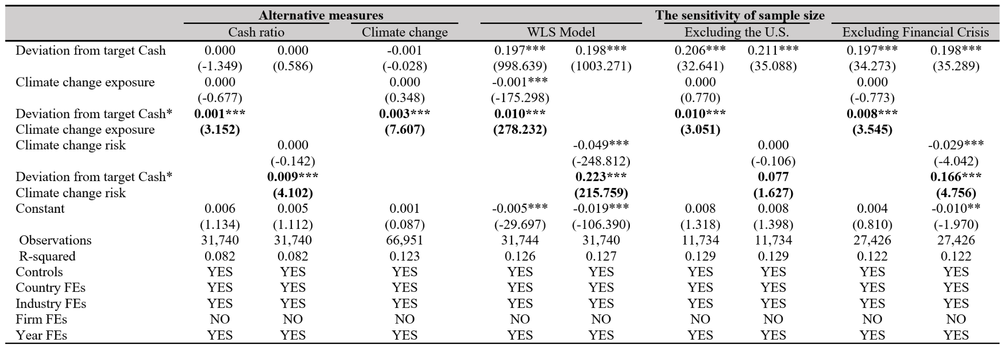 Alternative measures The sensitivity of sample size
Cash ratio Climate change WLS Model Excluding the U.S. Excluding Financial Crisis
Deviation from target Cash 0.000 0.000 -0.001 0.197*** 0.198*** 0.206*** 0.211*** 0.197*** 0.198***
(-1.349) (0.586) (-0.028) (998.639) (1003.271) (32.641) (35.088) (34.273) (35.289)
Climate change exposure 0.000 0.000 -0.001*** 0.000 0.000
(-0.677) (0.348) (-175.298) (0.770) (-0.773)
Deviation from target Cash* 0.001*** 0.003*** 0.010*** 0.010*** 0.008***
Climate change exposure (3.152) (7.607) (278.232) (3.051) (3.545)
Climate change risk 0.000 -0.049*** 0.000 -0.029***
(-0.142) (-248.812) (-0.106) (-4.042)
Deviation from target Cash* 0.009*** 0.223*** 0.077 0.166***
Climate change risk (4.102) (215.759) (1.627) (4.756)
Constant 0.006 0.005 0.001 -0.005*** -0.019*** 0.008 0.008 0.004 -0.010**
(1.134) (1.112) (0.087) (-29.697) (-106.390) (1.318) (1.398) (0.810) (-1.970)
Observations 31,740 31,740 66,951 31,744 31,740 11,734 11,734 27,426 27,426
R-squared 0.082 0.082 0.123 0.126 0.127 0.129 0.129 0.122 0.122
Controls YES YES YES YES YES YES YES YES YES
Country FEs YES YES YES YES YES YES YES YES YES
Industry FEs YES YES YES YES YES YES YES YES YES
Firm FEs NO NO NO NO NO NO NO NO NO
Year FEs YES YES YES YES YES YES YES YES YES